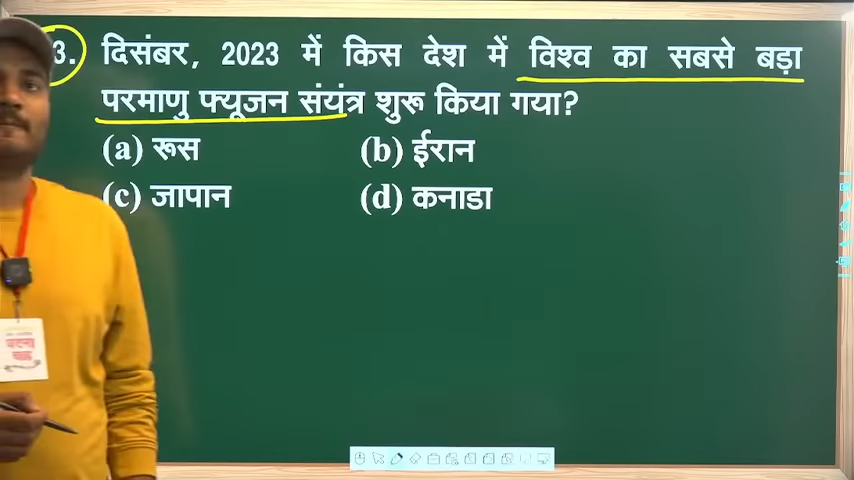 3. दिसंबर, 2023 में किस देश में विश्व का सबसे बड़ा
परमाणु फ्यूजन संयंत्र शुरू किया गया?
(a) रूस (b) ईरान
(c) जापान (d) कनाडा